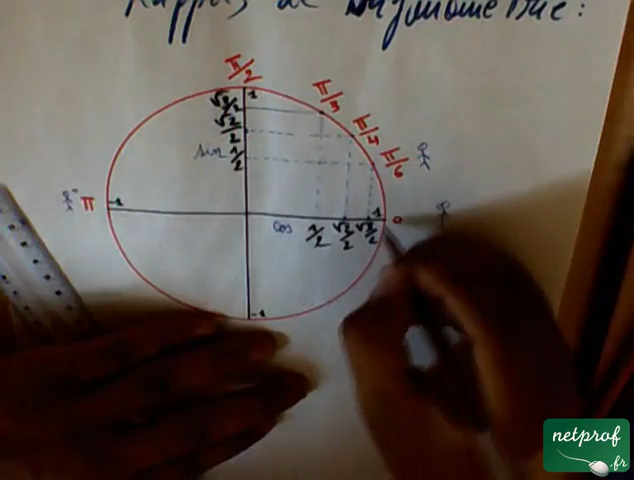 Rappels de trigonométrie :
π/2
1
π/3
√3/2
√2/2
π/4
sin 1/2
π/6
π -1
1 0
cos 1/2 √2/2 √3/2
-1
netprof
.fr